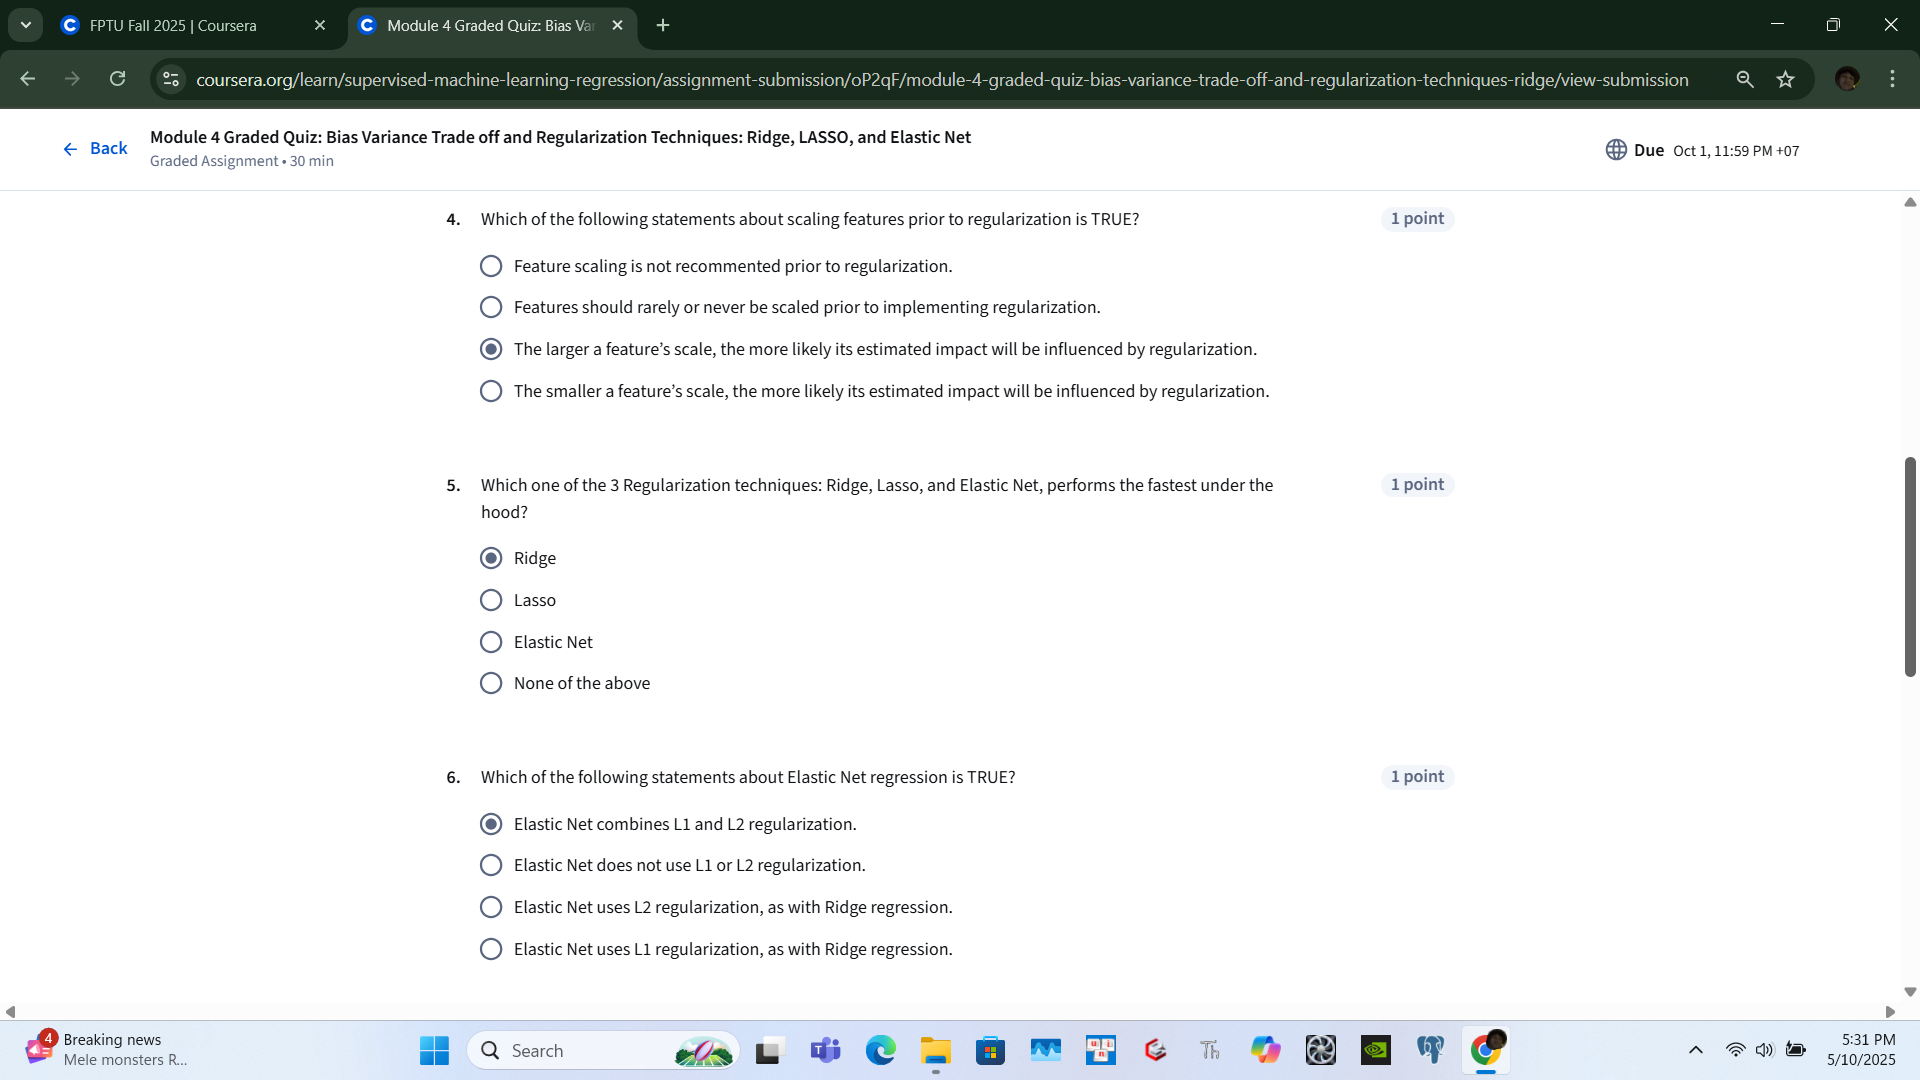 FPTU Fall 2025 | Coursera
Module 4 Graded Quiz: Bias Va
coursera.org/learn/supervised-machine-learning-regression/assignment-submission/oP2qF/module-4-graded-quiz-bias-variance-trade-off-and-regularization-techniques-ridge/view-submission
Back
Module 4 Graded Quiz: Bias Variance Trade off and Regularization Techniques: Ridge, LASSO, and Elastic Net
Graded Assignment • 30 min
Due Oct 1, 11:59 PM +07
4. Which of the following statements about scaling features prior to regularization is TRUE? 1 point
Feature scaling is not recommented prior to regularization.
Features should rarely or never be scaled prior to implementing regularization.
The larger a feature’s scale, the more likely its estimated impact will be influenced by regularization.
The smaller a feature’s scale, the more likely its estimated impact will be influenced by regularization.
5. Which one of the 3 Regularization techniques: Ridge, Lasso, and Elastic Net, performs the fastest under the 1 point
hood?
Ridge
Lasso
Elastic Net
None of the above
6. Which of the following statements about Elastic Net regression is TRUE? 1 point
Elastic Net combines L1 and L2 regularization.
Elastic Net does not use L1 or L2 regularization.
Elastic Net uses L2 regularization, as with Ridge regression.
Elastic Net uses L1 regularization, as with Ridge regression.
4
Breaking news
Mele monsters R...
Search
Th
5:31 PM
5/10/2025